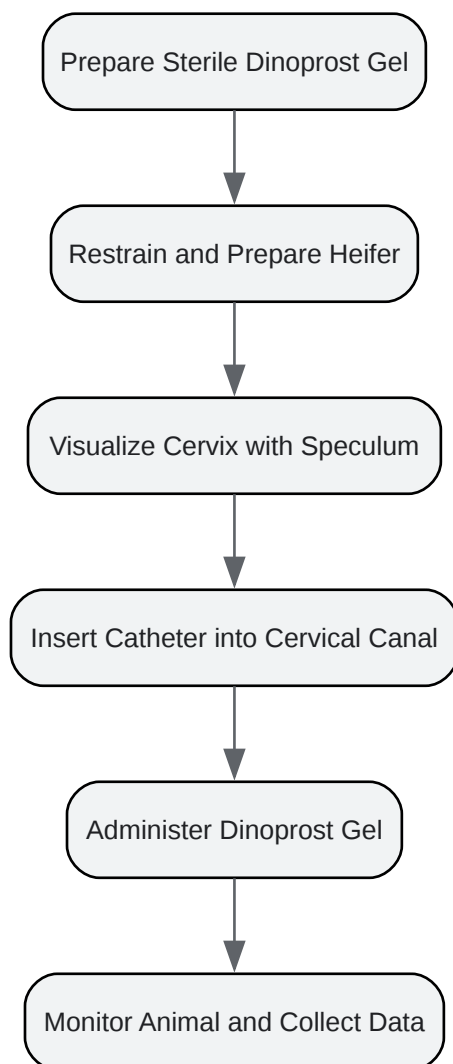 Prepare Sterile Dinoprost Gel
Restrain and Prepare Heifer
Visualize Cervix with Speculum
Insert Catheter into Cervical Canal
Administer Dinoprost Gel
Monitor Animal and Collect Data